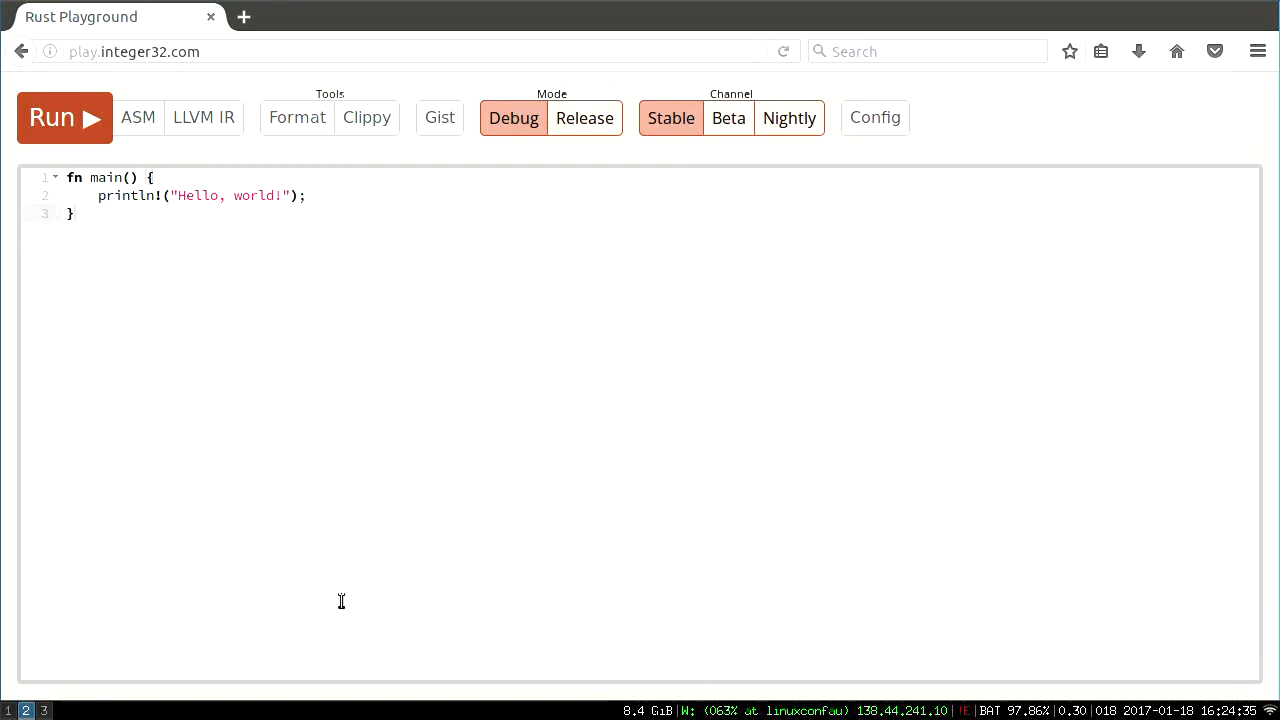 Rust Playground
play.integer32.com
Search
Tools
Mode
Channel
Run ASM LLVM IR Format Clippy Gist Debug Release Stable Beta Nightly Config
1 fn main() {
2 println!("Hello, world!");
3 }
1 2 3 8.4 GiB|W: (063% at linuxconfau) 138.44.241.10|!E|BAT 97.86%|0.30|018 2017-01-18 16:24:35